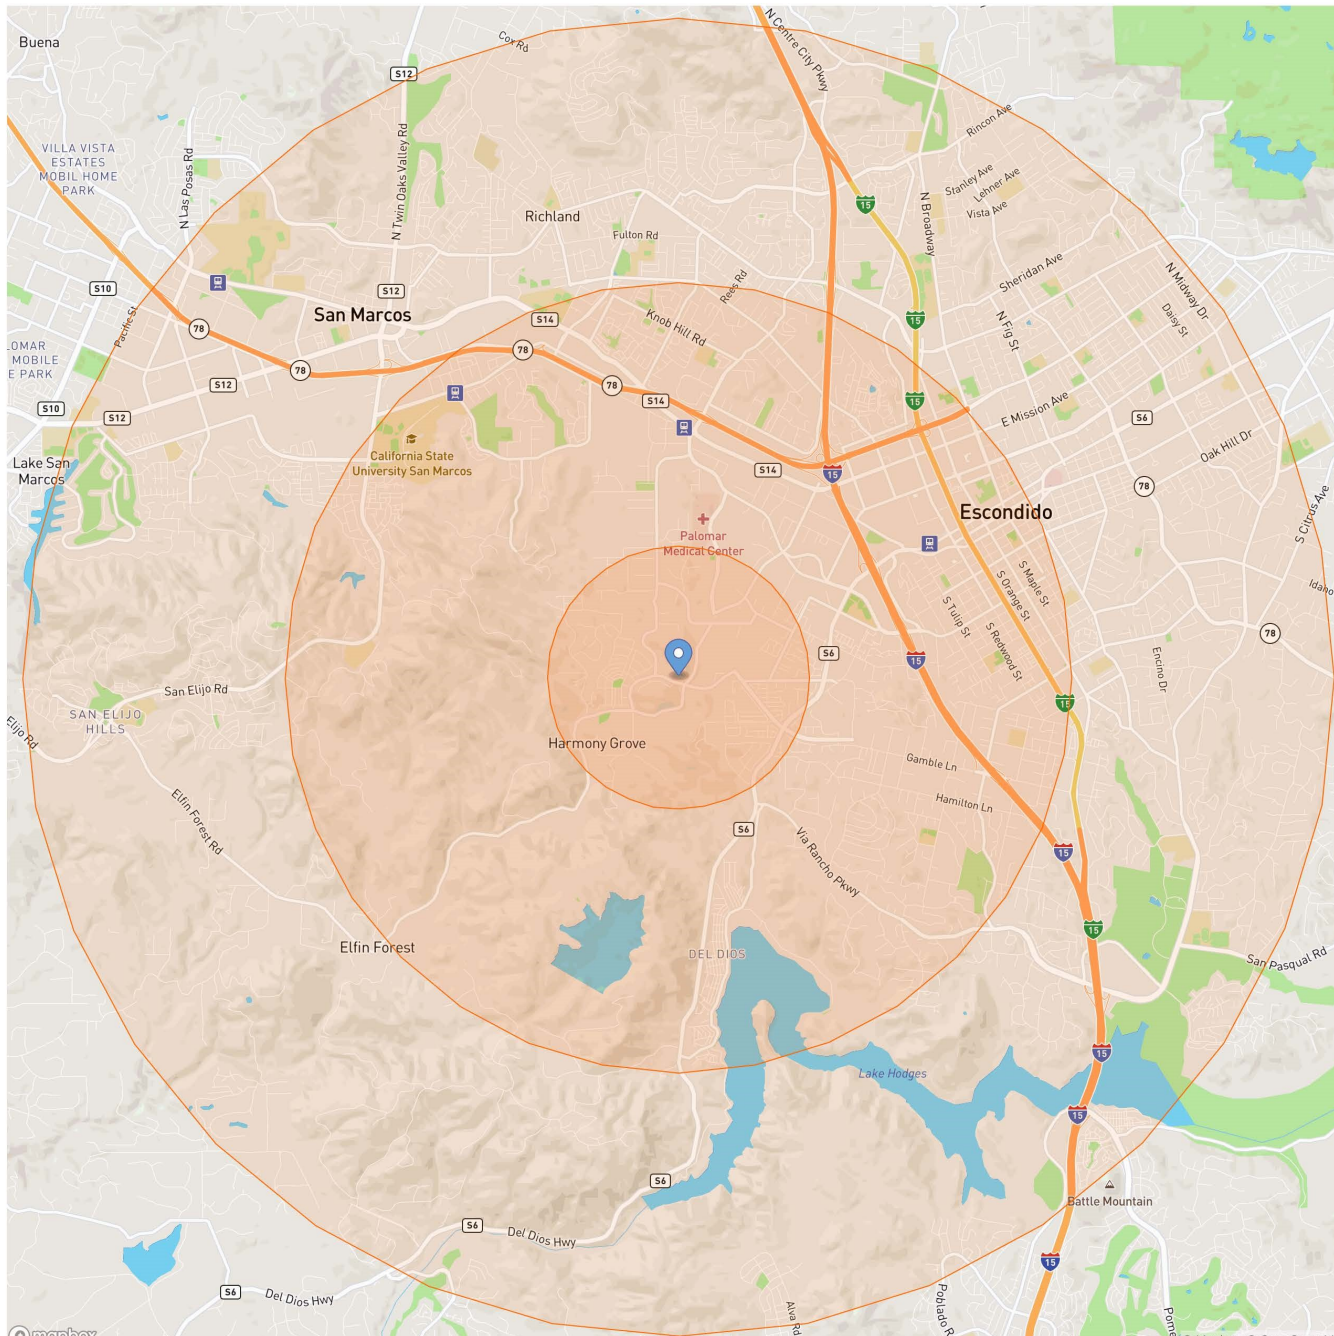 Buena
Cox Rd
N Centre City Pkwy
S12
Rincon Ave
VILLA VISTA
ESTATES
MOBIL HOME
PARK
N Las Posas Rd
N Twin Oaks Valley Rd
Stanley Ave
Lehner Ave
Vista Ave
15
N Broadway
Richland
Fulton Rd
Sheridan Ave
N Midway Dr
S10
S12
Rees Rd
Daisy St
Pacific St
San Marcos
S14
Knob Hill Rd
15
N Fig St
78
78
78
LOMAR
MOBILE
E PARK
S12
78
S14
15
E Mission Ave
S10
S12
S6
Oak Hill Dr
California State
University San Marcos
Lake San
Marcos
S14
15
78
S Citrus Ave
Escondido
Palomar
Medical Center
S Maple St
S Orange St
S Tulip St
Idaho
S Redwood St
78
S6
15
Encino Dr
San Elijo Rd
SAN ELIJO
HILLS
Elijo Rd
15
Harmony Grove
Gamble Ln
Hamilton Ln
Elfin Forest Rd
S6
Via Rancho Pkwy
15
Elfin Forest
DEL DIOS
15
San Pasqual Rd
Lake Hodges
15
15
S6
Battle Mountain
S6
Del Dios Hwy
15
S6
Del Dios Hwy
Alva Rd
Poblado R
Pome
mapbox